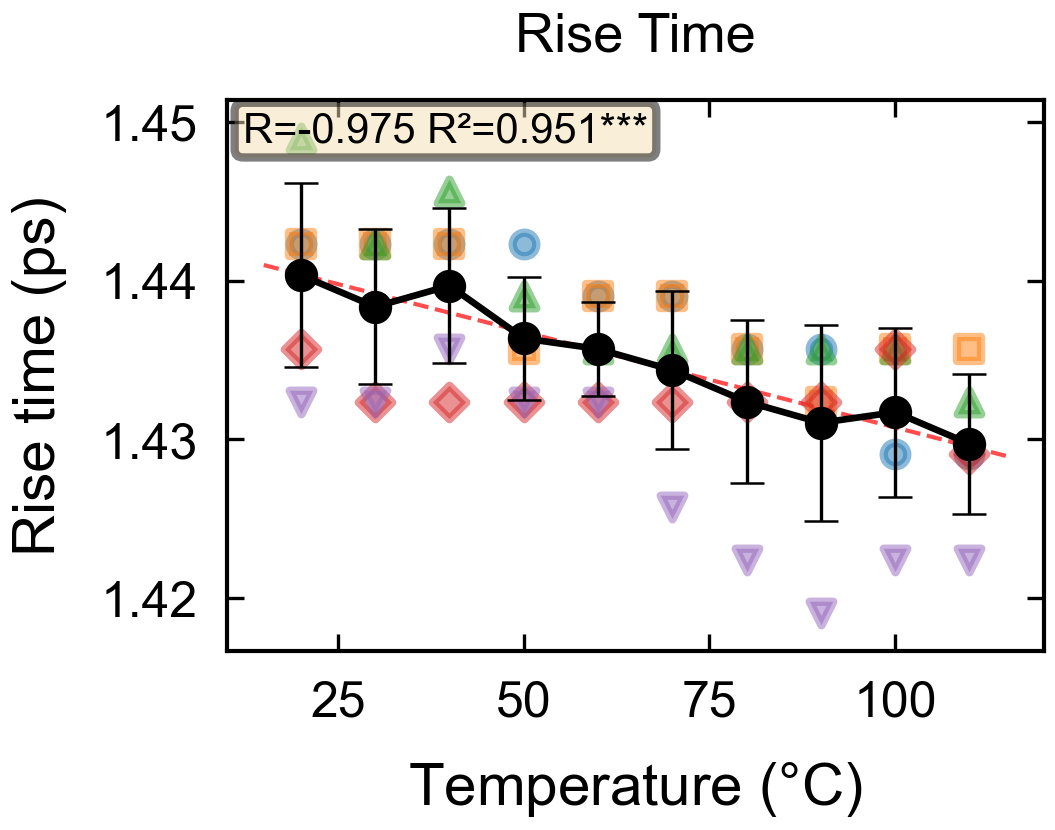 Rise Time
R=-0.975 R²=0.951***
Rise time (ps)
1.45
1.44
1.43
1.42
25 50 75 100
Temperature (°C)